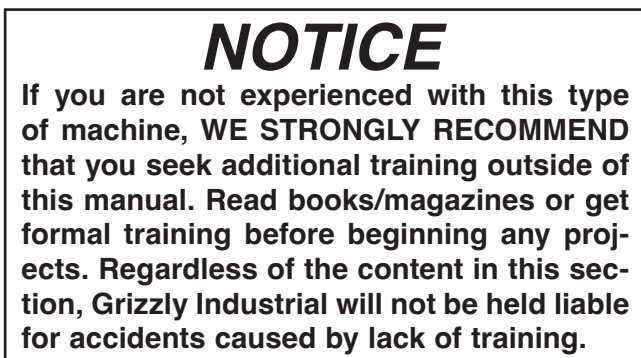 NOTICE
If you are not experienced with this type
of machine, WE STRONGLY RECOMMEND
that you seek additional training outside of
this manual. Read books/magazines or get
formal training before beginning any proj-
ects. Regardless of the content in this sec-
tion, Grizzly Industrial will not be held liable
for accidents caused by lack of training.